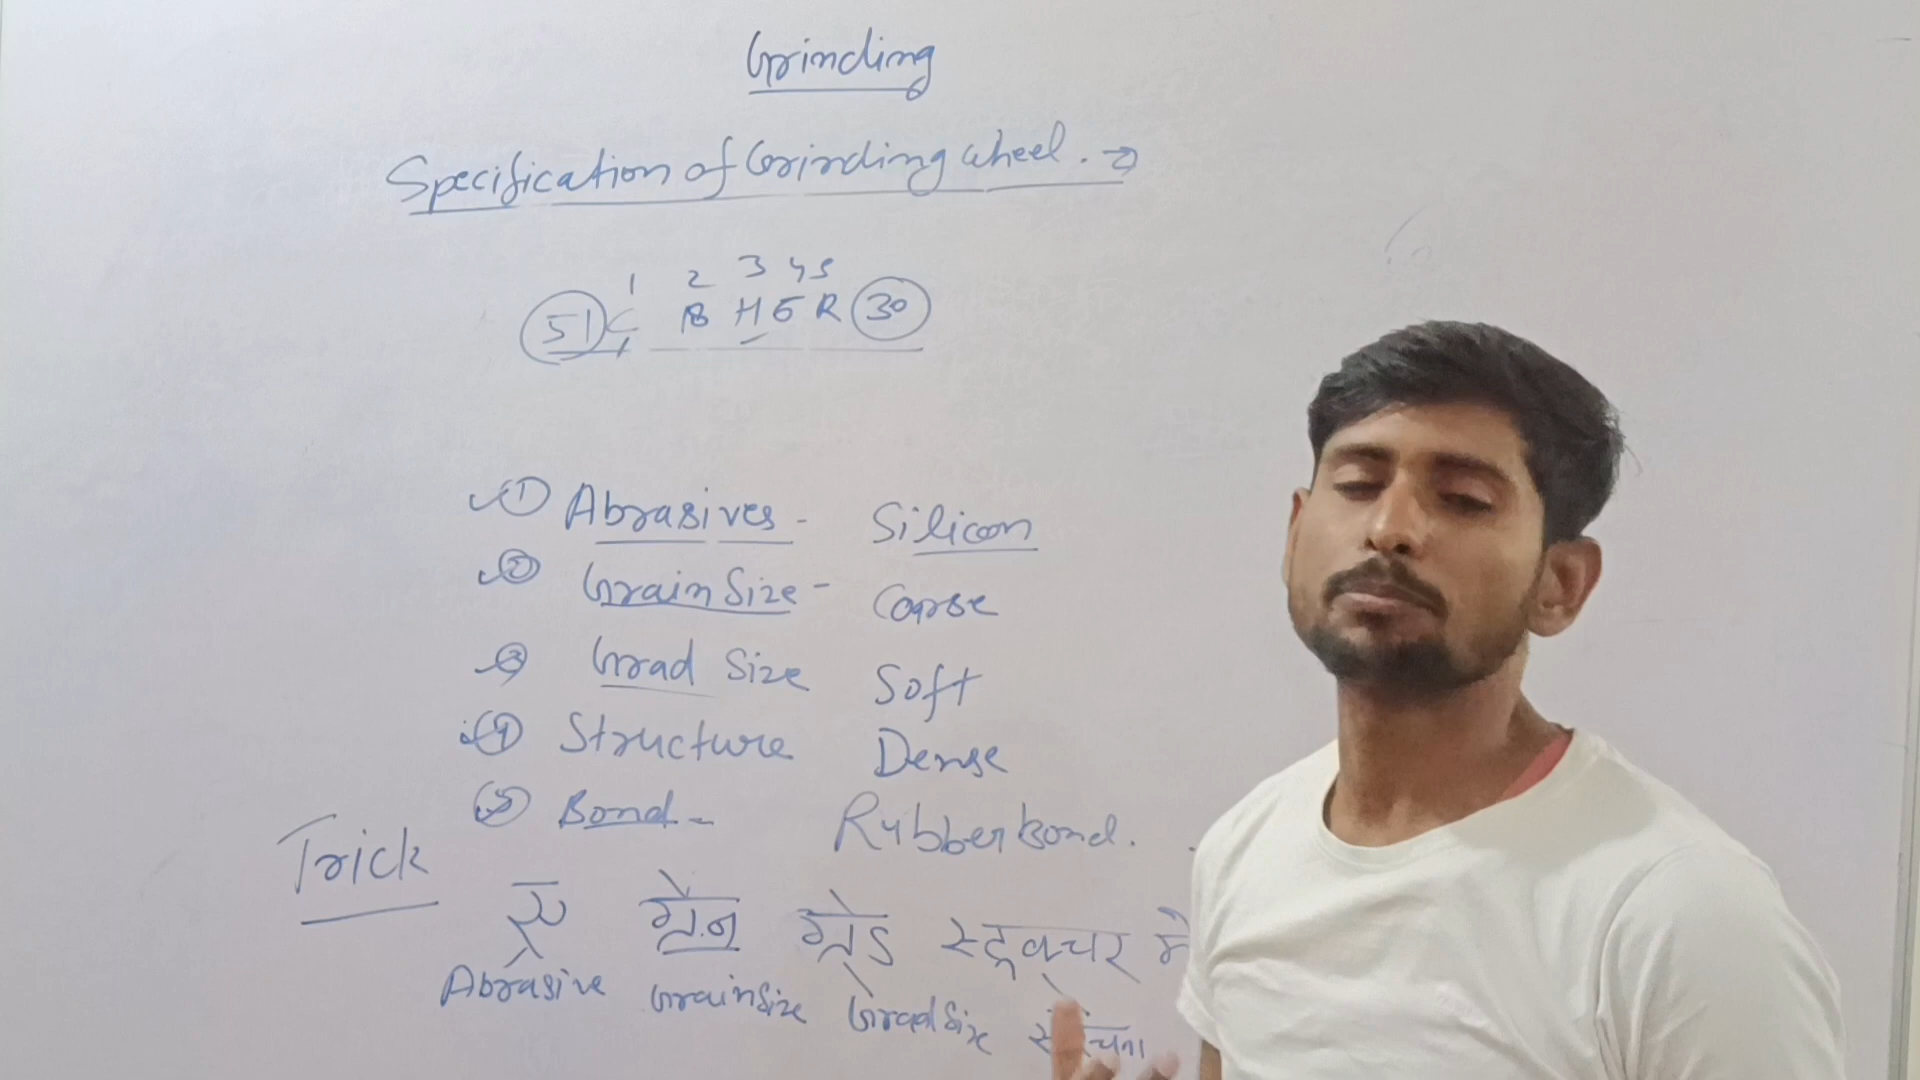 Grinding
Specification of Grinding wheel. →
1 2 3 4 5
51 C B H 5 R 30
① Abrasives - Silicon
② Grain Size - Coarse
③ Grad Size Soft
④ Structure Dense
⑤ Bond - Rubber Bond.
Trick
ग्रैन ग्रेड स्ट्रक्चर में
Abrasive Grain Size Grad Size